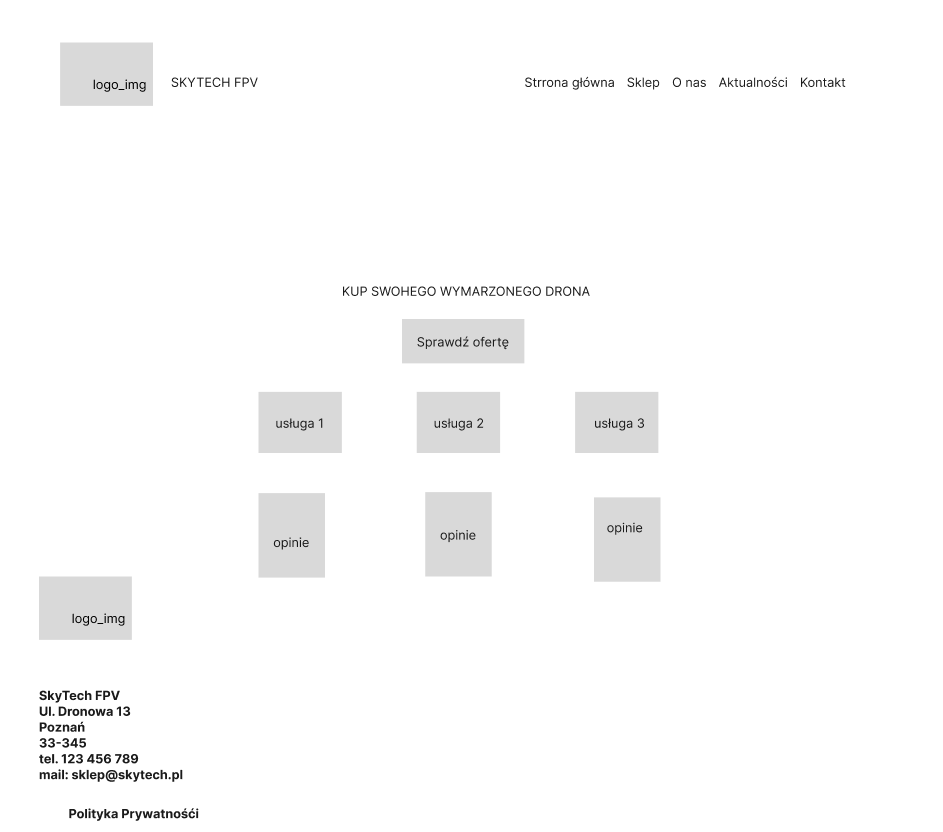 logo_img
SKYTECH FPV
Strrona główna Sklep O nas Aktualności Kontakt
KUP SWOHEGO WYMARZONEGO DRONA
Sprawdź ofertę
usługa 1 usługa 2 usługa 3
opinie opinie opinie
logo_img
SkyTech FPV
Ul. Dronowa 13
Poznań
33-345
tel. 123 456 789
mail: sklep@skytech.pl
Polityka Prywatnośći